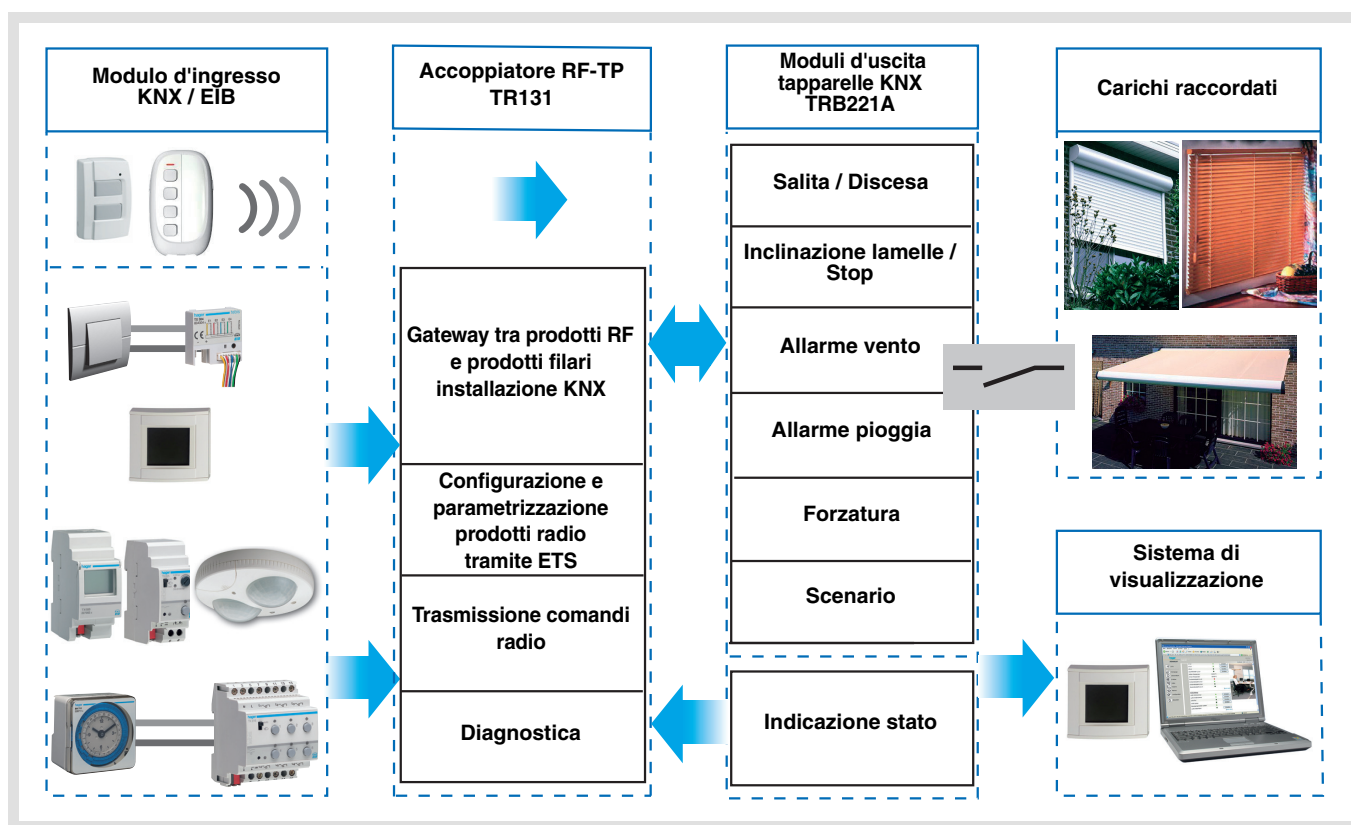 Modulo d'ingresso
KNX / EIB
Accoppiatore RF-TP
TR131
Moduli d'uscita
tapparelle KNX
TRB221A
Carichi raccordati
Salita / Discesa
Inclinazione lamelle /
Stop
Gateway tra prodotti RF
e prodotti filari
installazione KNX
Allarme vento
Allarme pioggia
Configurazione e
parametrizzazione
prodotti radio
tramite ETS
Forzatura
Scenario
Trasmissione comandi
radio
Diagnostica
Indicazione stato
Sistema di
visualizzazione